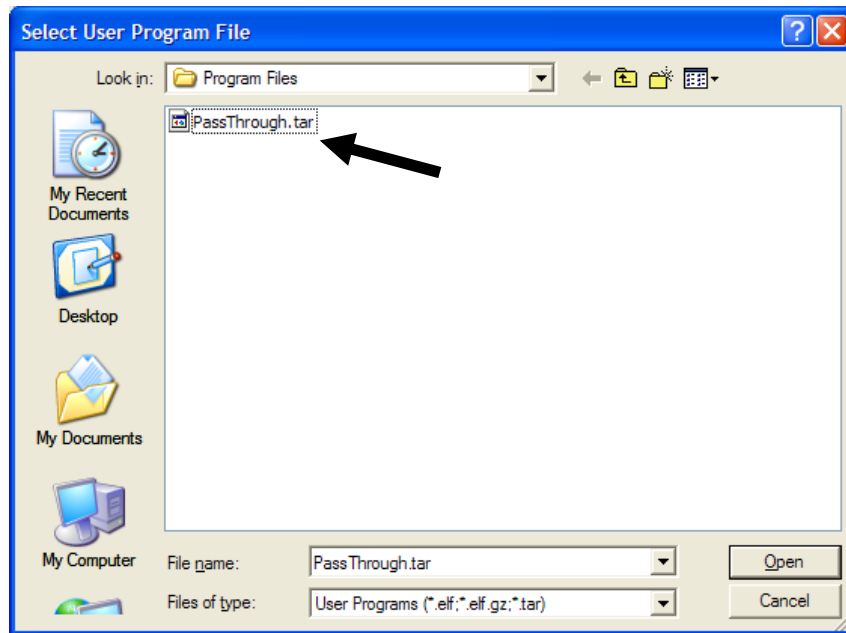 Select User Program File
Look in: Program Files
PassThrough.tar
My Recent
Documents
Desktop
My Documents
My Computer
File name: PassThrough.tar Open
Files of type: User Programs (*.elf;*.elf.gz;*.tar) Cancel